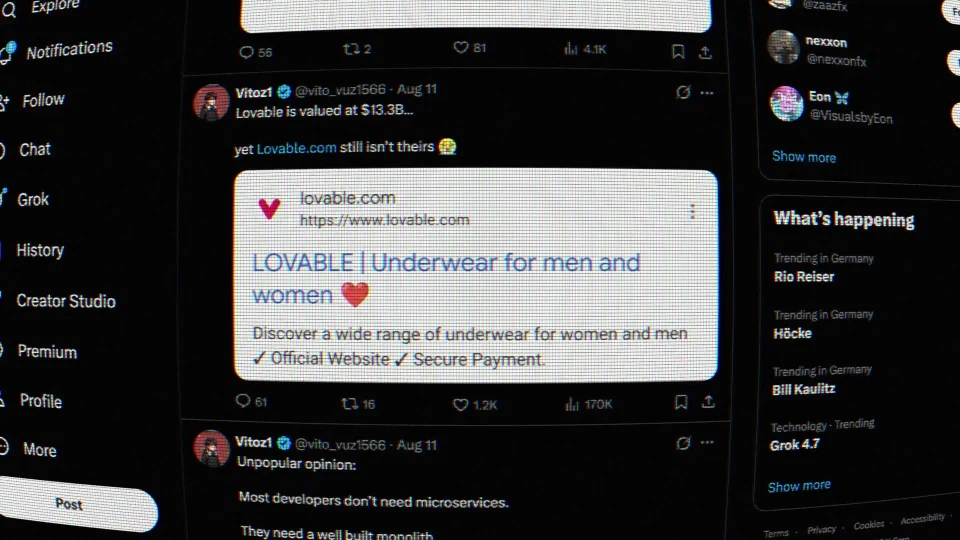 Explore
Notifications
Follow
Chat
Grok
History
Creator Studio
Premium
Profile
More
Post
56
2
81
4.1K
Vitoz1 @vito_vuz1566 · Aug 11
Lovable is valued at $13.3B...
yet Lovable.com still isn't theirs 🤮
lovable.com
https://www.lovable.com
LOVABLE | Underwear for men and
women ❤️
Discover a wide range of underwear for women and men
✓ Official Website ✓ Secure Payment.
61
16
1.2K
170K
Vitoz1 @vito_vuz1566 · Aug 11
Unpopular opinion:
Most developers don't need microservices.
They need a well built monolith
@zaazfx
nexxon
@nexxonfx
Eon 🦋
@VisualsbyEon
Show more
What's happening
Trending in Germany
Rio Reiser
Trending in Germany
Höcke
Trending in Germany
Bill Kaulitz
Technology · Trending
Grok 4.7
Show more
Terms · Privacy · Cookies · Accessibility ·